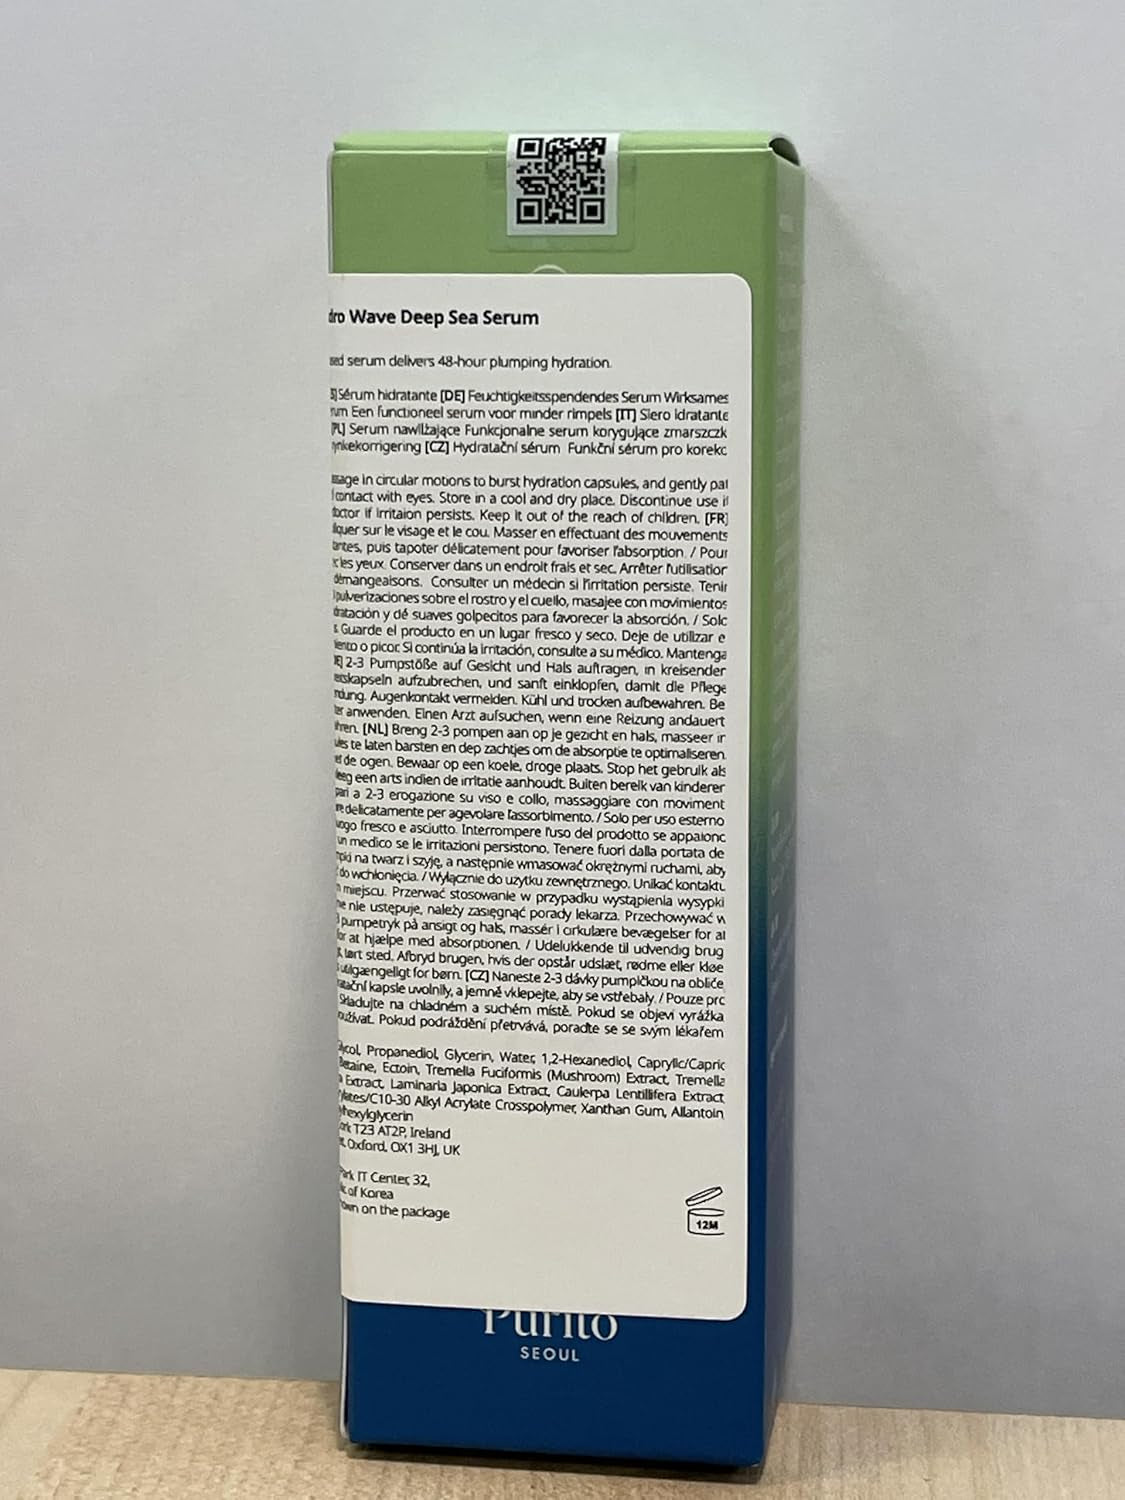 dro Wave Deep Sea Serum
sed serum delivers 48-hour plumping hydration.
S] Sérum hidratante [DE] Feuchtigkeitsspendendes Serum Wirksames
rum Een functioneel serum voor minder rimpels [IT] Siero idratante
[PL] Serum nawilżające Funkcjonalne serum korygujące zmarszczk
ynkekorrigering [CZ] Hydratační sérum Funkční sérum pro korekc
ssage in circular motions to burst hydration capsules, and gently pat
contact with eyes. Store in a cool and dry place. Discontinue use if
doctor if irritaion persists. Keep it out of the reach of children. [FR]
liquer sur le visage et le cou. Masser en effectuant des mouvements
antes, puis tapoter délicatement pour favoriser l'absorption. / Pour
c les yeux. Conserver dans un endroit frais et sec. Arrêter l'utilisation
démangeaisons. Consulter un médecin si l'irritation persiste. Tenir
pulverizaciones sobre el rostro y el cuello, masajee con movimientos
dratación y dé suaves golpecitos para favorecer la absorción. / Solo
s. Guarde el producto en un lugar fresco y seco. Deje de utilizar e
iento o picor. Si continúa la irritación, consulte a su médico. Mantenga
E] 2-3 Pumpstöße auf Gesicht und Hals auftragen, in kreisender
eitskapseln aufzubrechen, und sanft einklopfen, damit die Pflege
ndung. Augenkontakt vermeiden. Kühl und trocken aufbewahren. Be
ter anwenden. Einen Arzt aufsuchen, wenn eine Reizung andauert
ahren. [NL] Breng 2-3 pompen aan op je gezicht en hals, masseer in
ules te laten barsten en dep zachtjes om de absorptie te optimaliseren.
et de ogen. Bewaar op een koele, droge plaats. Stop het gebruik als
leeg een arts indien de irritatie aanhoudt. Buiten bereik van kinderen
pari a 2-3 erogazione su viso e collo, massaggiare con moviment
re delicatamente per agevolare l'assorbimento. / Solo per uso esterno
uogo fresco e asciutto. Interrompere l'uso del prodotto se appaiono
un medico se le irritazioni persistono. Tenere fuori dalla portata de
mpki na twarz i szyję, a następnie wmasować okrężnymi ruchami, aby
do wchłonięcia. / Wyłącznie do użytku zewnętrznego. Unikać kontaktu
m miejscu. Przerwać stosowanie w przypadku wystąpienia wysypki
nie ustępuje, należy zasięgnąć porady lekarza. Przechowywać w
pumpetryk på ansigt og hals, massér i cirkulære bevægelser for at
for at hjælpe med absorptionen. / Udelukkende til udvendig brug
, tørt sted. Afbryd brugen, hvis der opstår udslæt, rødme eller kløe
utilgængeligt for børn. [CZ] Naneste 2-3 dávky pumpičkou na obliče
ratační kapsle uvolnily, a jemně vklepejte, aby se vstřebaly. / Pouze pro
Skladujte na chladném a suchém místě. Pokud se objeví vyrážka
oužívat. Pokud podráždění přetrvává, poraďte se se svým lékařem
lycol, Propanediol, Glycerin, Water, 1,2-Hexanediol, Caprylic/Capric
Betaine, Ectoin, Tremella Fuciformis (Mushroom) Extract, Tremella
a Extract, Laminaria Japonica Extract, Caulerpa Lentillifera Extract,
ylates/C10-30 Alkyl Acrylate Crosspolymer, Xanthan Gum, Allantoin,
ylhexylglycerin
ork T23 AT2P, Ireland
t, Oxford, OX1 3HJ, UK
Park IT Center, 32,
lic of Korea
hown on the package
12M
Purito
SEOUL